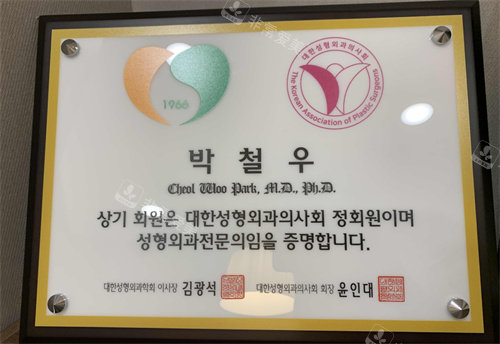 1966
대한성형외과의사회
The Korean Association of Plastic Surgeons
박 철 우
Cheol Woo Park, M.D., Ph.D.
상기 회원은 대한성형외과의사회 정회원이며
성형외과전문의임을 증명합니다.
대한성형외과학회 이사장 김광석 대한성형외과의사회 회장 윤인대